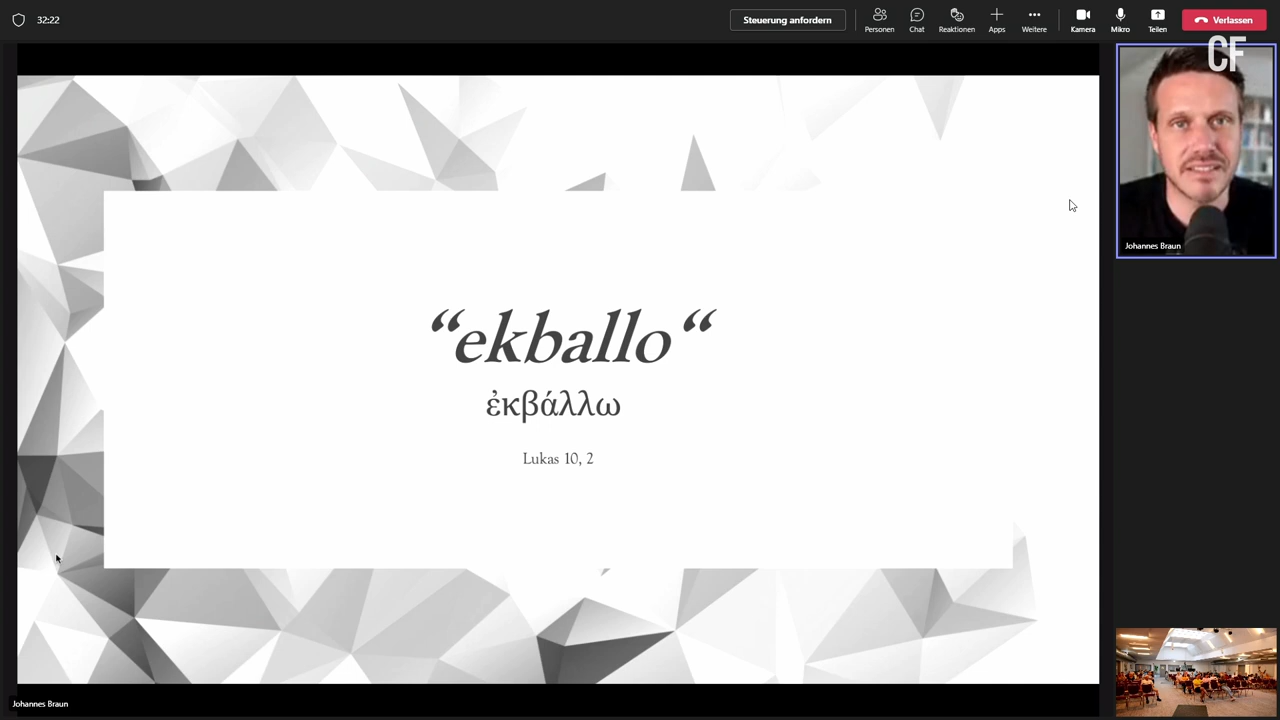 32:22
Steuerung anfordern
Personen
Chat
Reaktionen
Apps
Weitere
Kamera
Mikro
Teilen
Verlassen
CF
Johannes Braun
“ekballo“
ἐκβάλλω
Lukas 10, 2
Johannes Braun